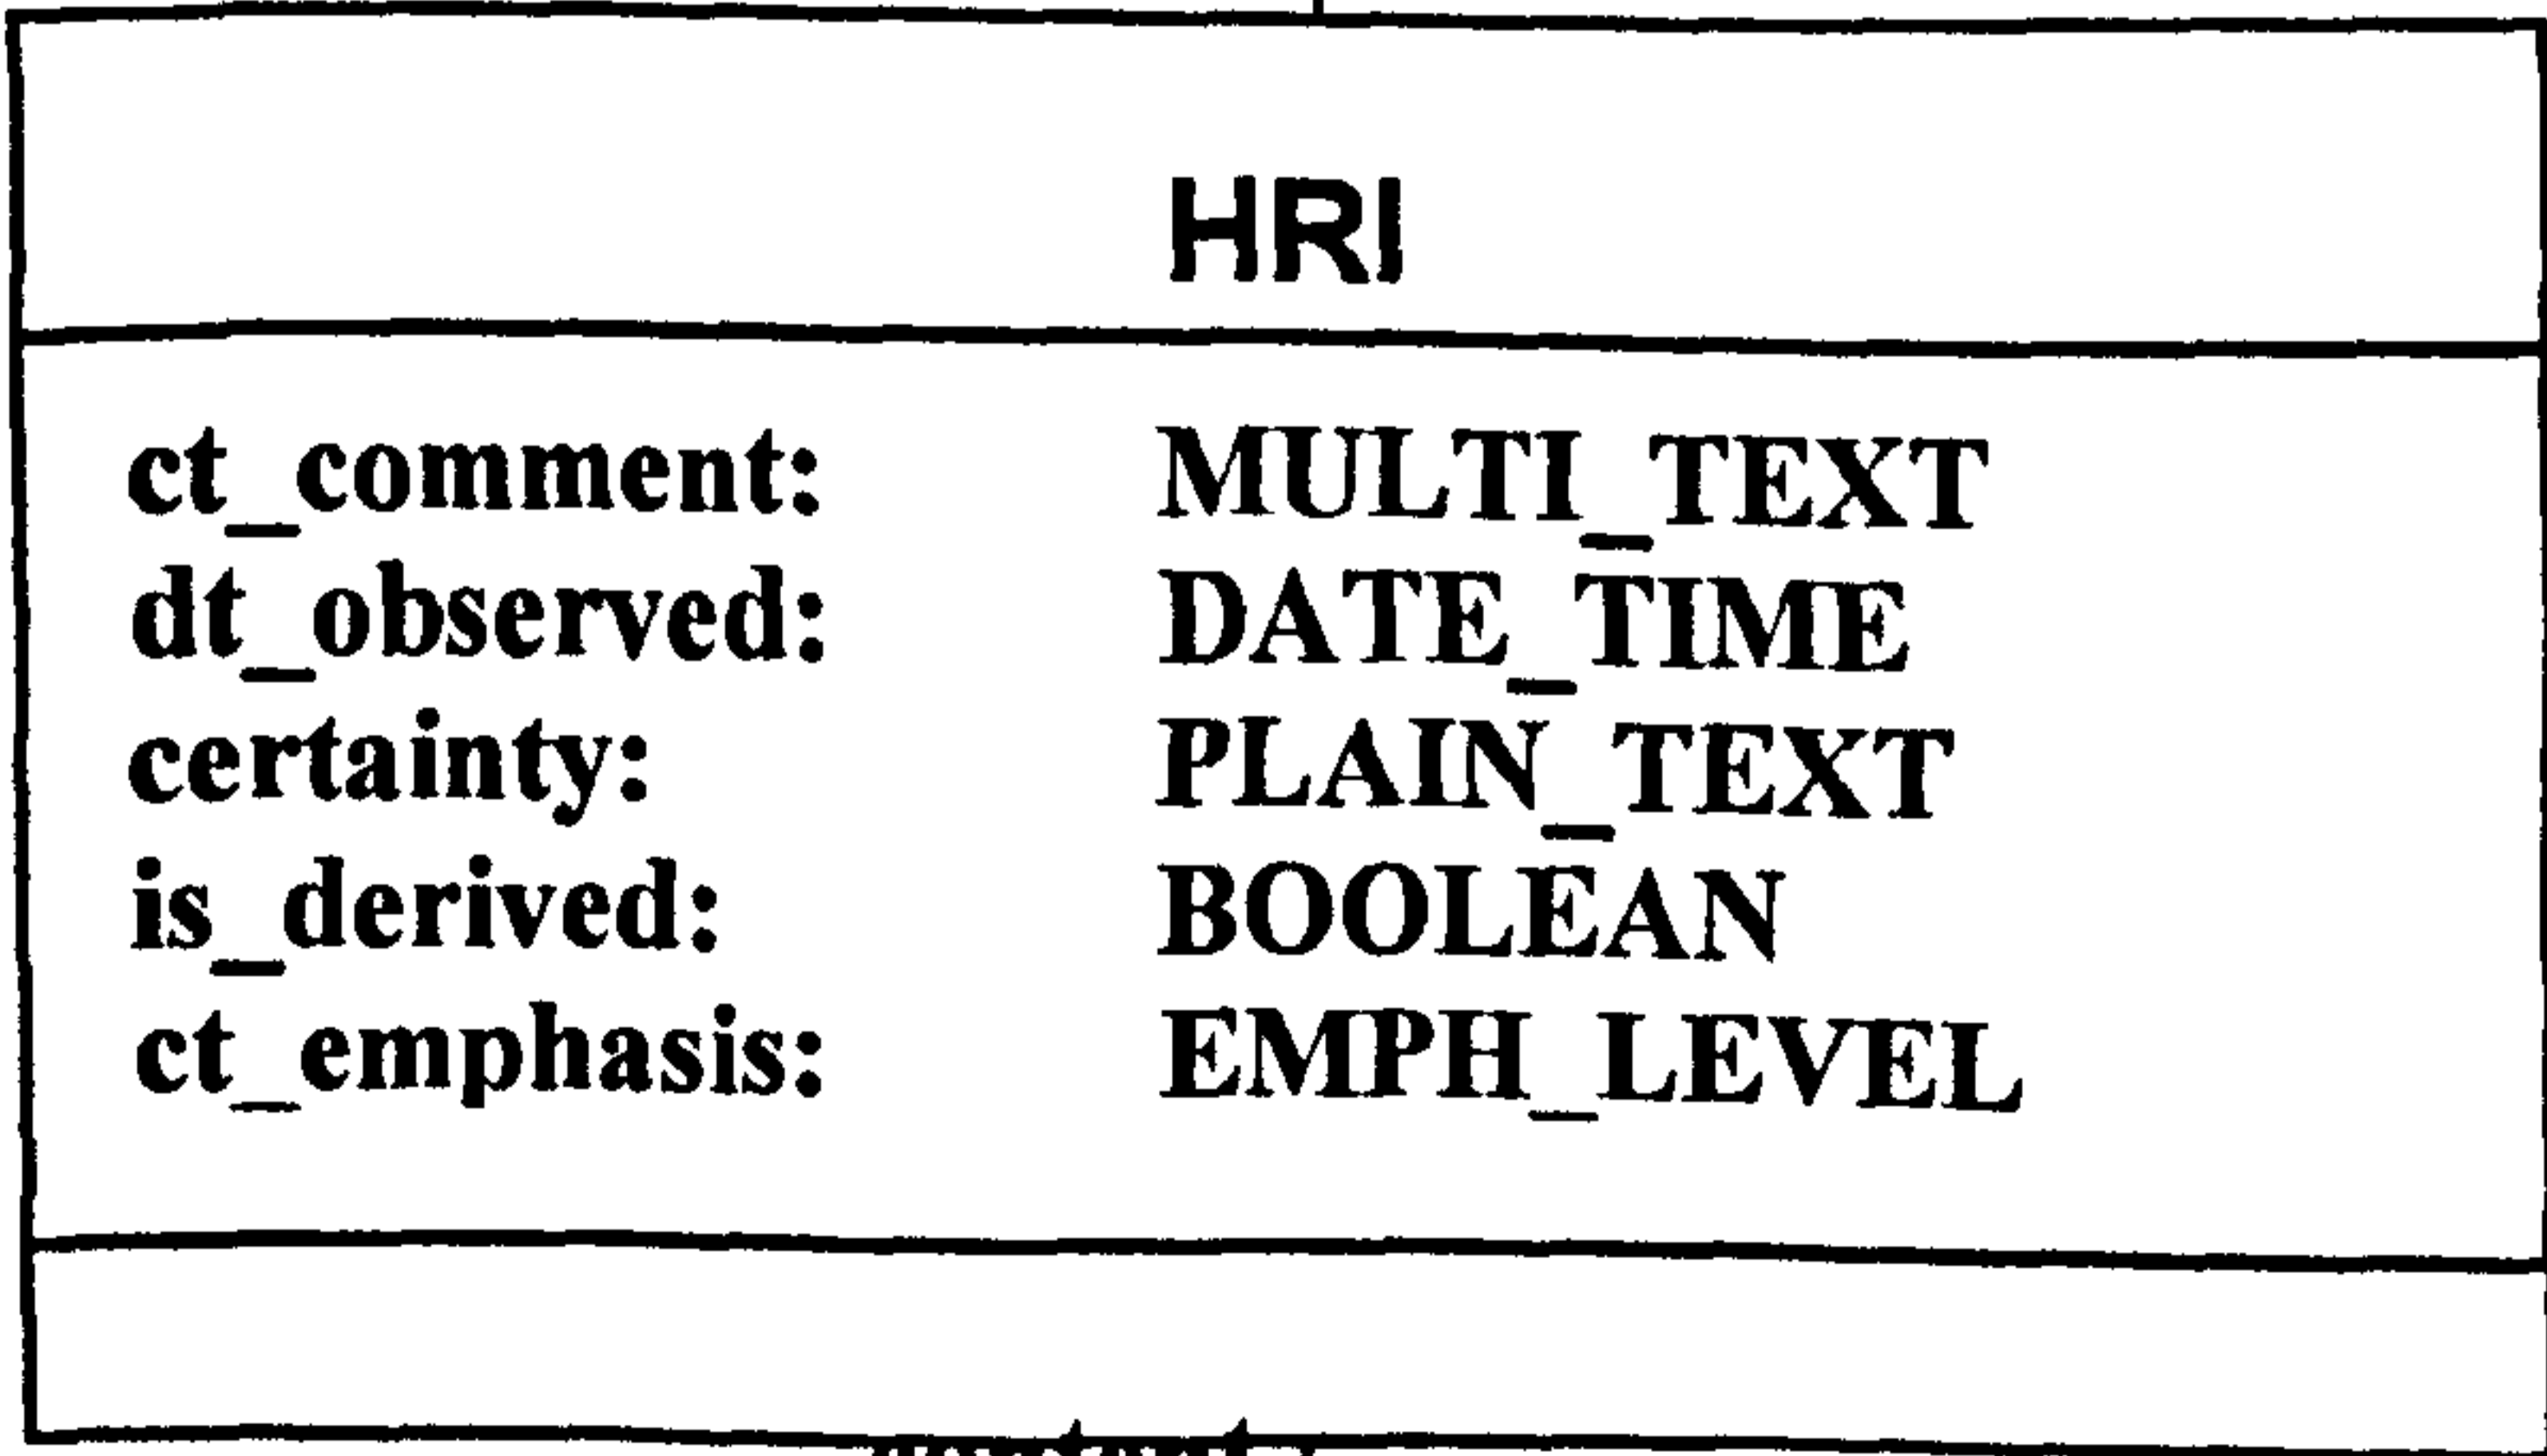 HRI
ct_comment: MULTI_TEXT
dt_observed: DATE_TIME
certainty: PLAIN_TEXT
is_derived: BOOLEAN
ct_emphasis: EMPH_LEVEL